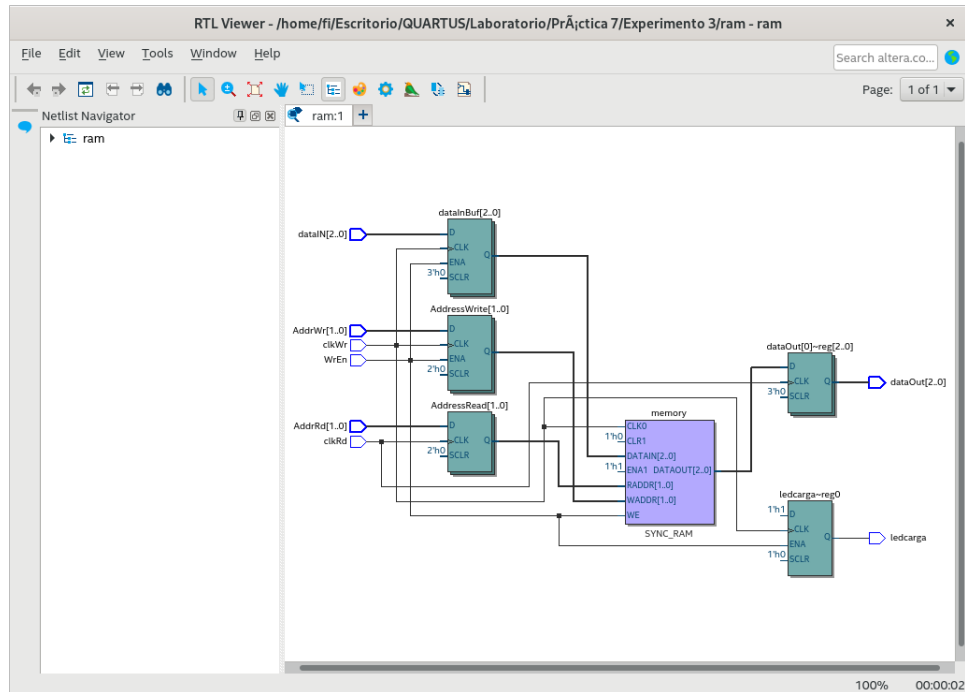 RTL Viewer - /home/fi/Escritorio/QUARTUS/Laboratorio/PrÃ¡ctica 7/Experimento 3/ram - ram
File Edit View Tools Window Help
Search altera.co...
Page: 1 of 1
Netlist Navigator
ram:1
ram
dataInBuf[2..0]
dataIN[2..0]
D
CLK
Q
ENA
3'h0
SCLR
AddressWrite[1..0]
AddrWr[1..0]
D
clkWr
CLK
Q
WrEn
ENA
2'h0
SCLR
AddressRead[1..0]
AddrRd[1..0]
D
clkRd
CLK
Q
2'h0
SCLR
memory
CLK0
1'h0
CLR1
DATAIN[2..0]
1'h1
ENA1 DATAOUT[2..0]
RADDR[1..0]
WADDR[1..0]
WE
SYNC_RAM
dataOut[0]~reg[2..0]
D
CLK
Q
dataOut[2..0]
3'h0
SCLR
ledcarga~reg0
1'h1
D
CLK
Q
ledcarga
ENA
1'h0
SCLR
100% 00:00:02